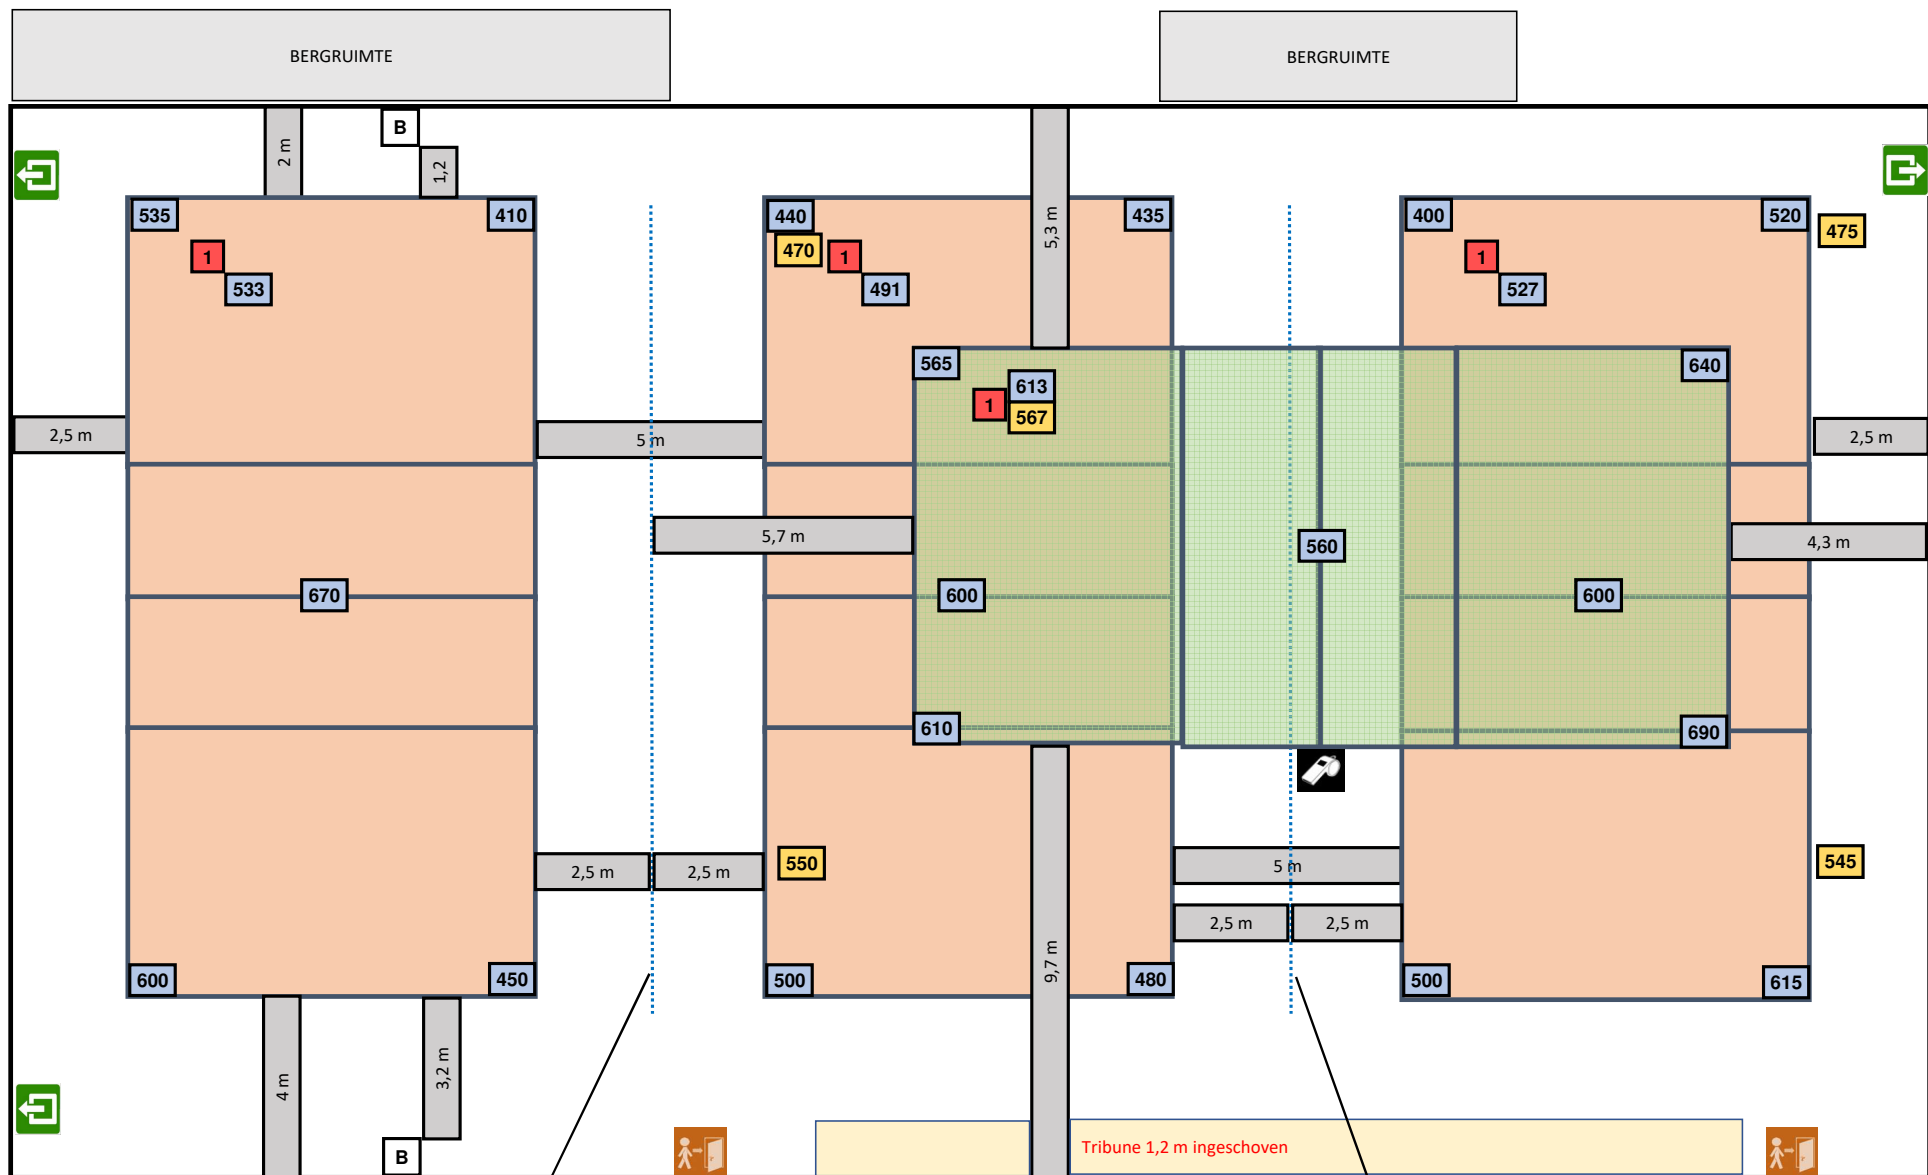 BERGRUIMTE BERGRUIMTE
2 m
B
1,2
5,3 m
535 410 440 435 400 520
475
470
1 1 1
533 491 527
565 640
613
1
567
2,5 m 5 m 2,5 m
5,7 m 560 4,3 m
670 600 600
610 690
550 545
2,5 m 2,5 m 5 m
2,5 m 2,5 m
9,7 m
600 450 500 480 500 615
4 m
3,2 m
B
Tribune 1,2 m ingeschoven